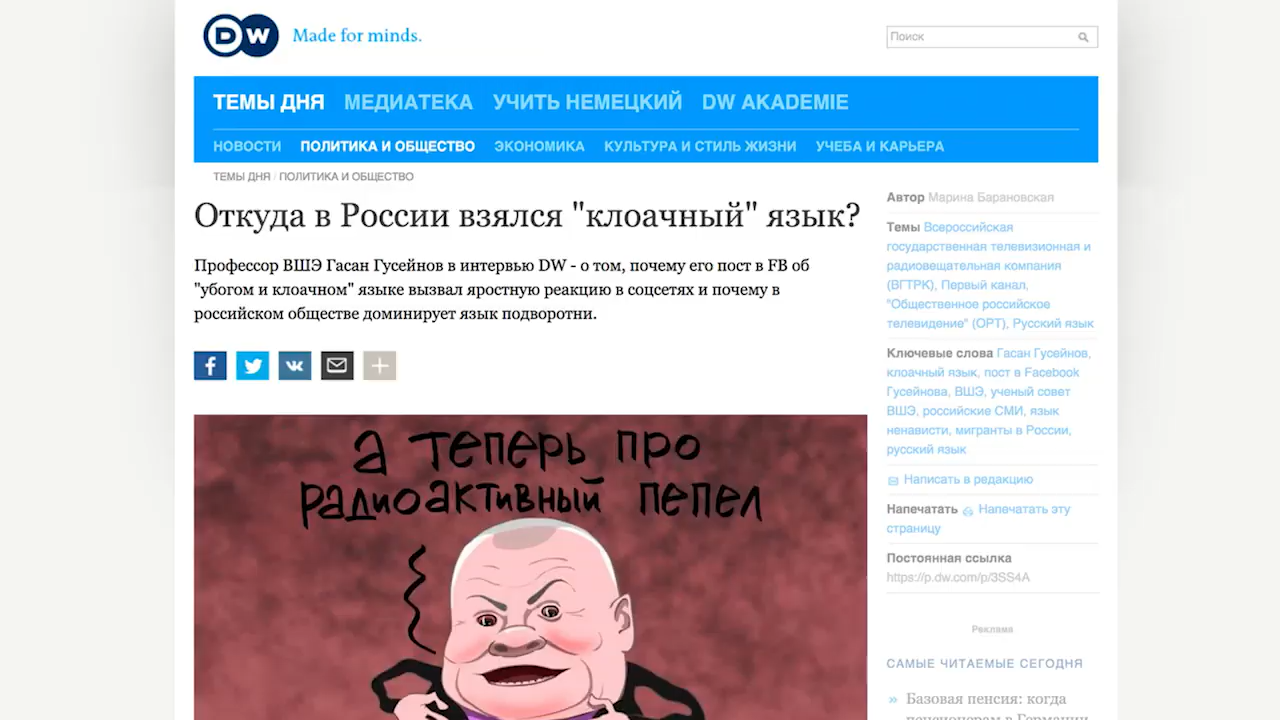 DW Made for minds.
Поиск
ТЕМЫ ДНЯ МЕДИАТЕКА УЧИТЬ НЕМЕЦКИЙ DW AKADEMIE
НОВОСТИ ПОЛИТИКА И ОБЩЕСТВО ЭКОНОМИКА КУЛЬТУРА И СТИЛЬ ЖИЗНИ УЧЕБА И КАРЬЕРА
ТЕМЫ ДНЯ / ПОЛИТИКА И ОБЩЕСТВО
Откуда в России взялся "клоачный" язык?
Профессор ВШЭ Гасан Гусейнов в интервью DW - о том, почему его пост в FB об
"убогом и клоачном" языке вызвал яростную реакцию в соцсетях и почему в
российском обществе доминирует язык подворотни.
а теперь про
радиоактивный пепел
Автор Марина Барановская
Темы Всероссийская
государственная телевизионная и
радиовещательная компания
(ВГТРК), Первый канал,
"Общественное российское
телевидение" (ОРТ), Русский язык
Ключевые слова Гасан Гусейнов,
клоачный язык, пост в Facebook
Гусейнова, ВШЭ, ученый совет
ВШЭ, российские СМИ, язык
ненависти, мигранты в России,
русский язык
Написать в редакцию
Напечатать Напечатать эту
страницу
Постоянная ссылка
https://p.dw.com/p/3SS4A
Реклама
САМЫЕ ЧИТАЕМЫЕ СЕГОДНЯ
» Базовая пенсия: когда
пенсионерам в Германии